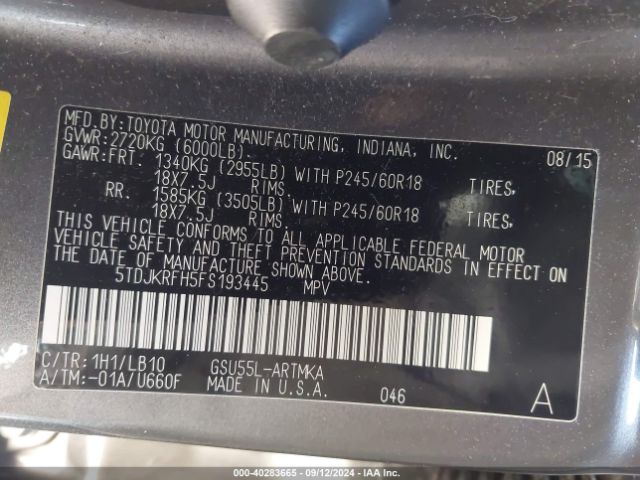 MFD.BY:TOYOTA MOTOR MANUFACTURING, INDIANA, INC. 08/15
GVWR:2720KG (6000LB)
GAWR:FRT. 1340KG (2955LB) WITH P245/60R18 TIRES,
18X7.5J RIMS.
RR. 1585KG (3505LB) WITH P245/60R18 TIRES,
18X7.5J RIMS.
THIS VEHICLE CONFORMS TO ALL APPLICABLE FEDERAL MOTOR
VEHICLE SAFETY AND THEFT PREVENTION STANDARDS IN EFFECT ON
THE DATE OF MANUFACTURE SHOWN ABOVE.
5TDJKRFH5FS193445 MPV
C/TR:1H1/LB10 GSU55L-ARTMKA
A/TM:-01A/U660F MADE IN U.S.A. 046 A
000-40283665 - 09/12/2024 - IAA Inc.